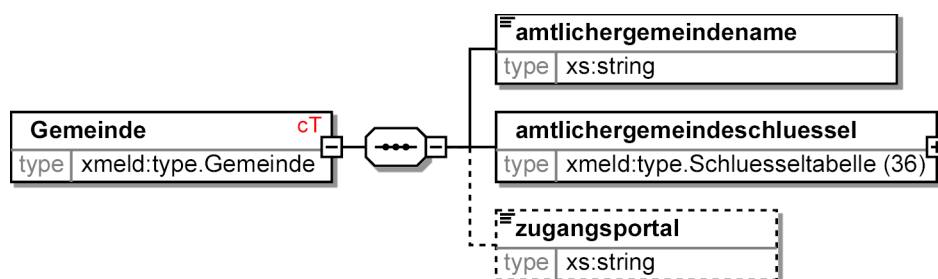 amtlichergemeindename
type xs:string
Gemeinde cT
type xmeld:type.Gemeinde
amtlichergemeindeschluessel
type xmeld:type.Schluesseltabelle (36)
zugangsportal
type xs:string